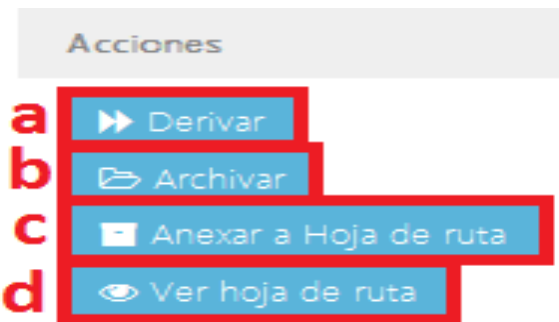 Acciones
a Derivar
b Archivar
c Anexar a Hoja de ruta
d Ver hoja de ruta